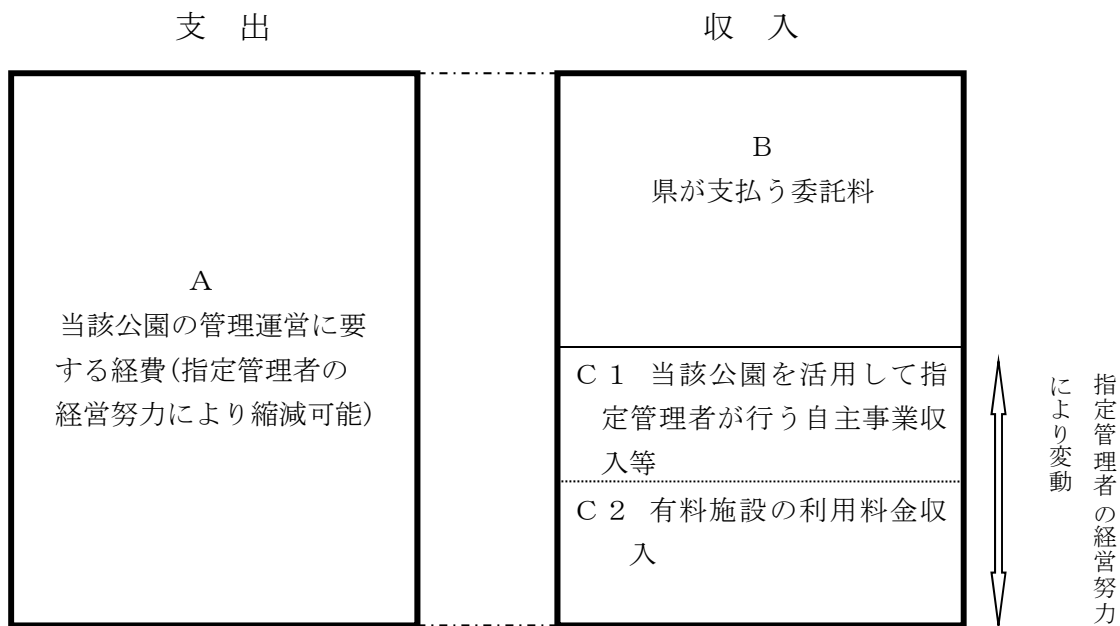 支　出
収　入
A
当該公園の管理運営に要
する経費(指定管理者の
経営努力により縮減可能)
B
県が支払う委託料
C１ 当該公園を活用して指
定管理者が行う自主事業収
入等
C２ 有料施設の利用料金収
入
指定管理者の経営努力
により変動